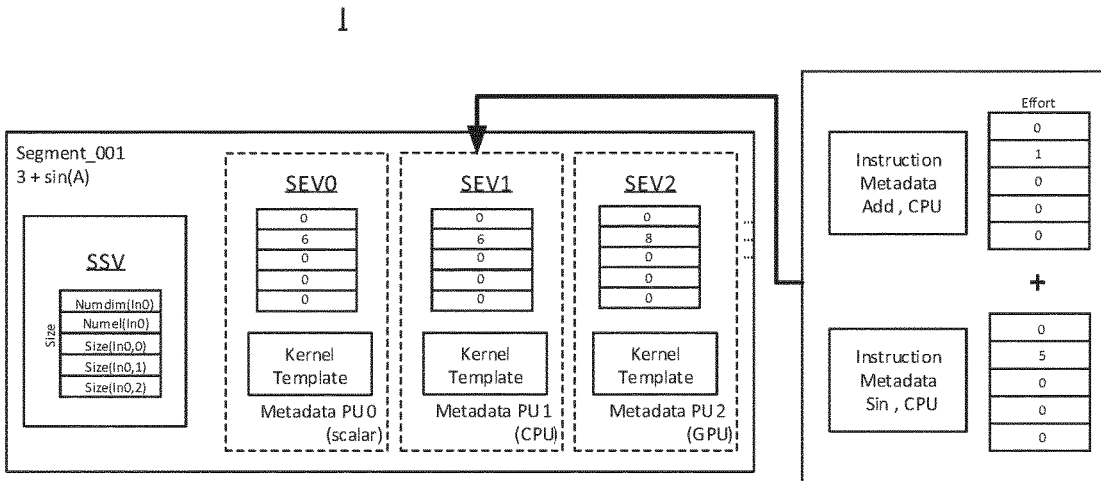 Segment_001
3 + sin(A)
SSV
Size
Numdim(In0)
Numel(In0)
Size(In0,0)
Size(In0,1)
Size(In0,2)
SEV0
0
6
0
0
0
Kernel
Template
Metadata PU 0
(scalar)
SEV1
0
6
0
0
0
Kernel
Template
Metadata PU 1
(CPU)
SEV2
0
8
0
0
0
Kernel
Template
Metadata PU 2
(GPU)
...
...
...
Instruction
Metadata
Add , CPU
Effort
0
1
0
0
0
+
Instruction
Metadata
Sin , CPU
0
5
0
0
0